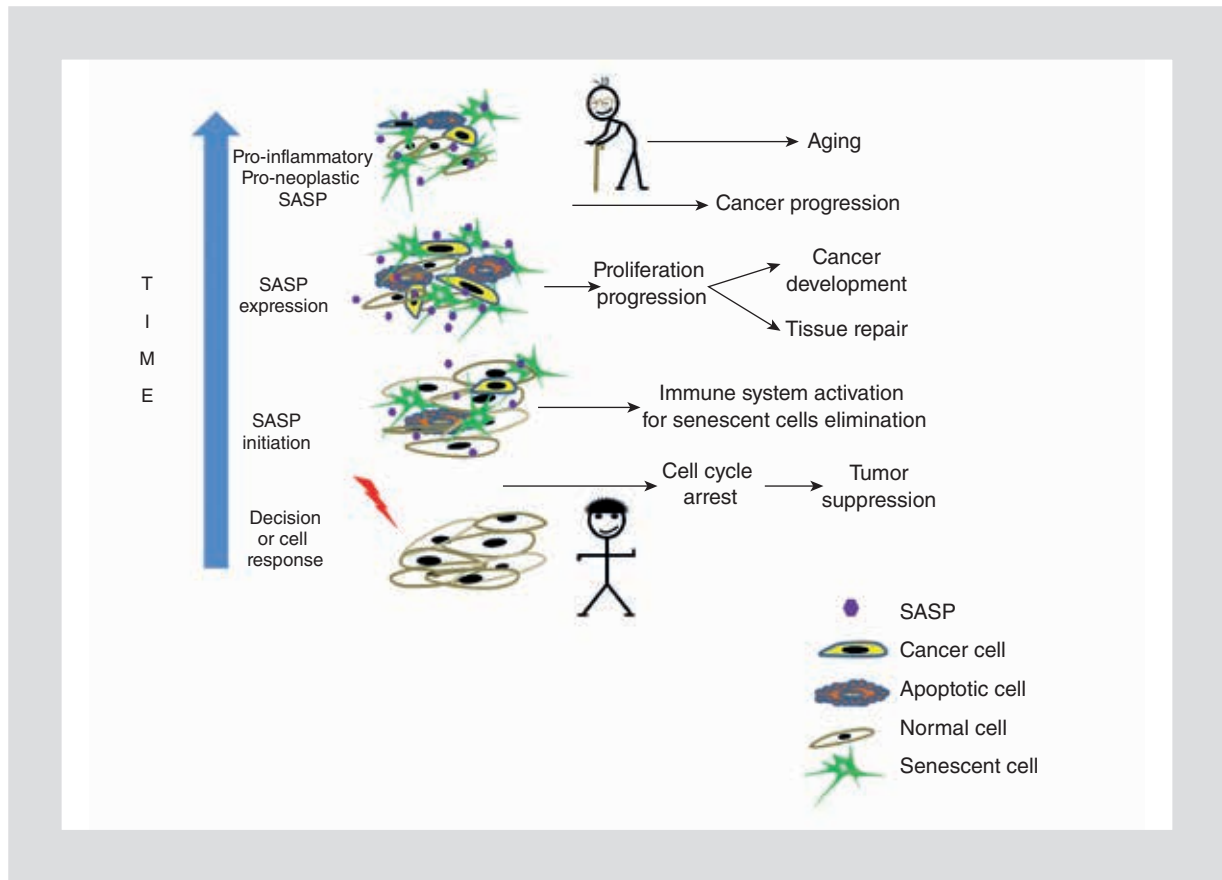 Pro-inflammatory
Pro-neoplastic
SASP
Aging
Cancer progression
T
I
M
E
SASP
expression
Proliferation
progression
Cancer
development
Tissue repair
SASP
initiation
Immune system activation
for senescent cells elimination
Decision
or cell
response
Cell cycle
arrest
Tumor
suppression
SASP
Cancer cell
Apoptotic cell
Normal cell
Senescent cell